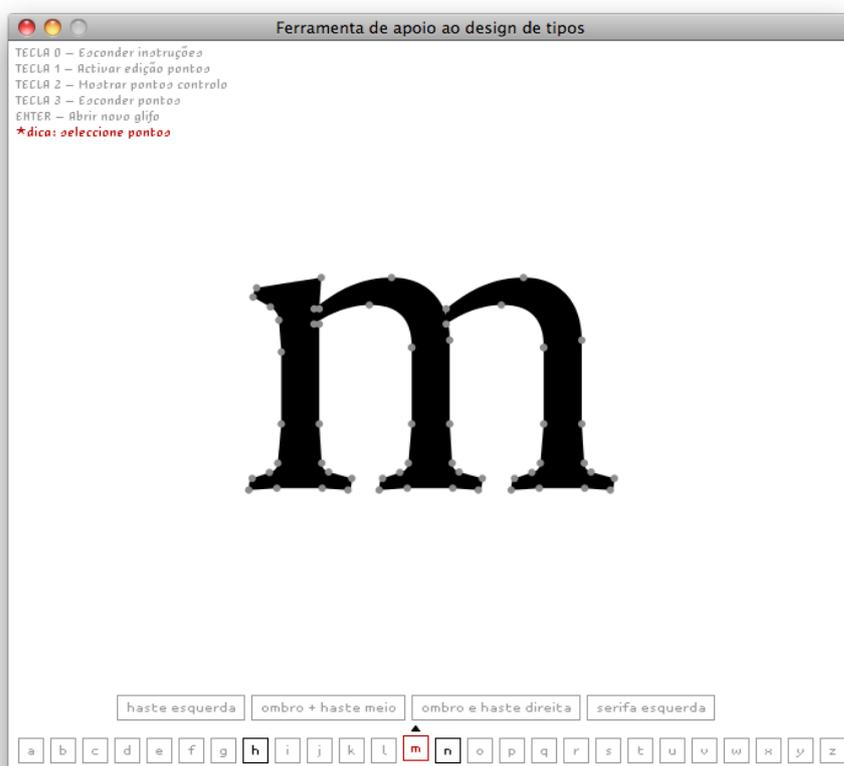 Ferramenta de apoio ao design de tipos
TECLA 0 – Esconder instruções
TECLA 1 – Activar edição pontos
TECLA 2 – Mostrar pontos controlo
TECLA 3 – Esconder pontos
ENTER – Abrir novo glifo
*dica: seleccione pontos
m
haste esquerda ombro + haste meio ombro e haste direita serifa esquerda
a b c d e f g h i j k l m n o p q r s t u v w x y z